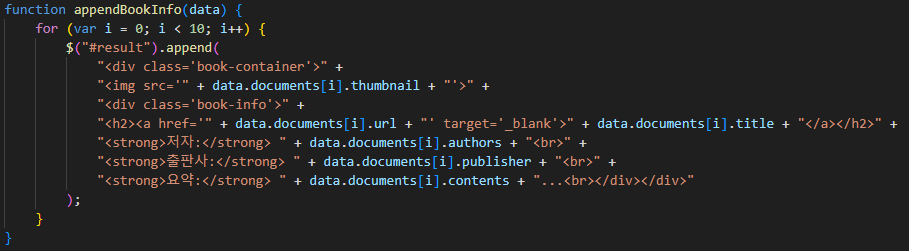 function appendBookInfo(data) {
    for (var i = 0; i < 10; i++) {
        $("#result").append(
            "<div class='book-container'>" +
            "<img src='" + data.documents[i].thumbnail + "'>" +
            "<div class='book-info'>" +
            "<h2><a href='" + data.documents[i].url + "' target='_blank'>" + data.documents[i].title + "</a></h2>" +
            "<strong>저자:</strong> " + data.documents[i].authors + "<br>" +
            "<strong>출판사:</strong> " + data.documents[i].publisher + "<br>" +
            "<strong>요약:</strong> " + data.documents[i].contents + "...<br></div></div>"
        );
    }
}